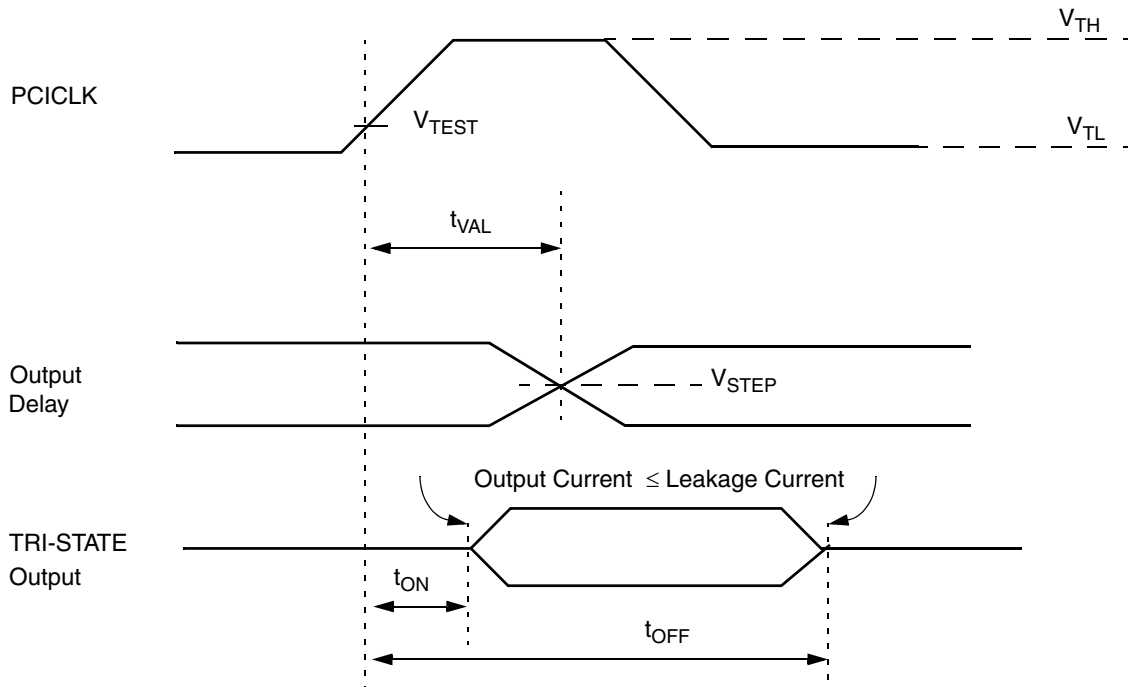 V_TH
PCICLK
V_TEST
V_TL
t_VAL
Output
Delay
V_STEP
Output Current ≤ Leakage Current
TRI-STATE
Output
t_ON
t_OFF